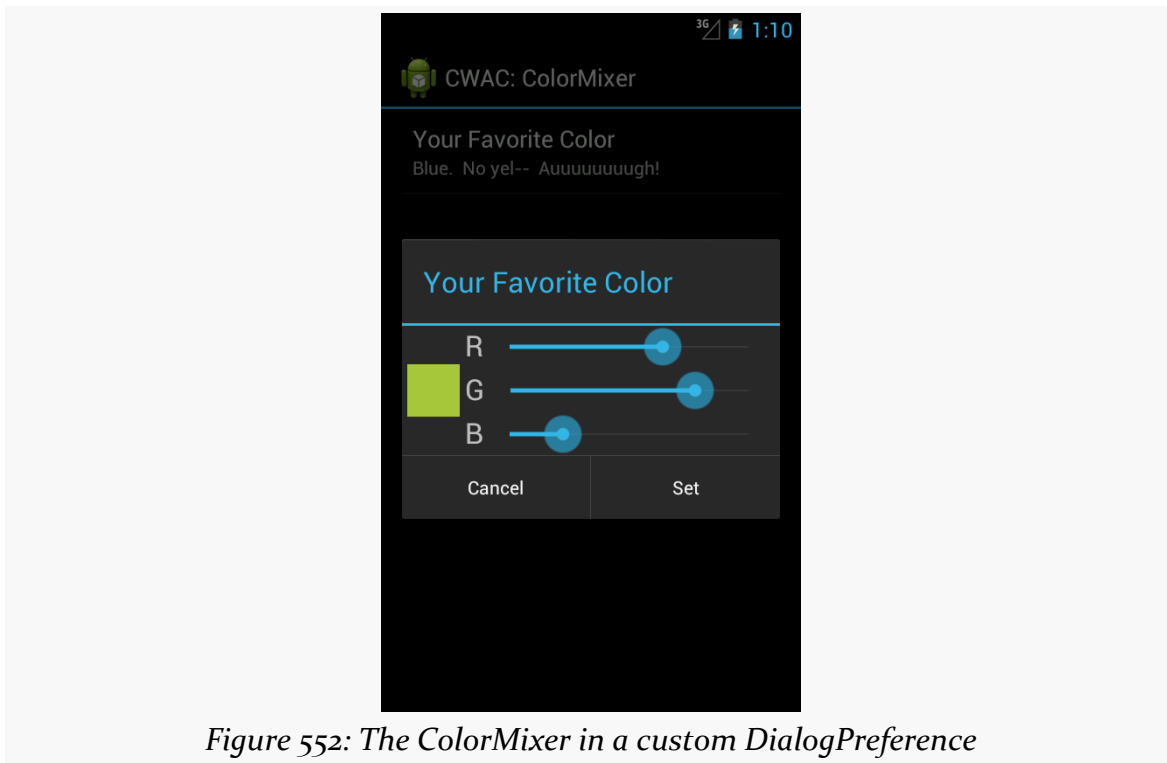 3G 1:10
CWAC: ColorMixer
Your Favorite Color
Blue.  No yel--  Auuuuuuuugh!
Your Favorite Color
R
G
B
Cancel Set
Figure 552: The ColorMixer in a custom DialogPreference